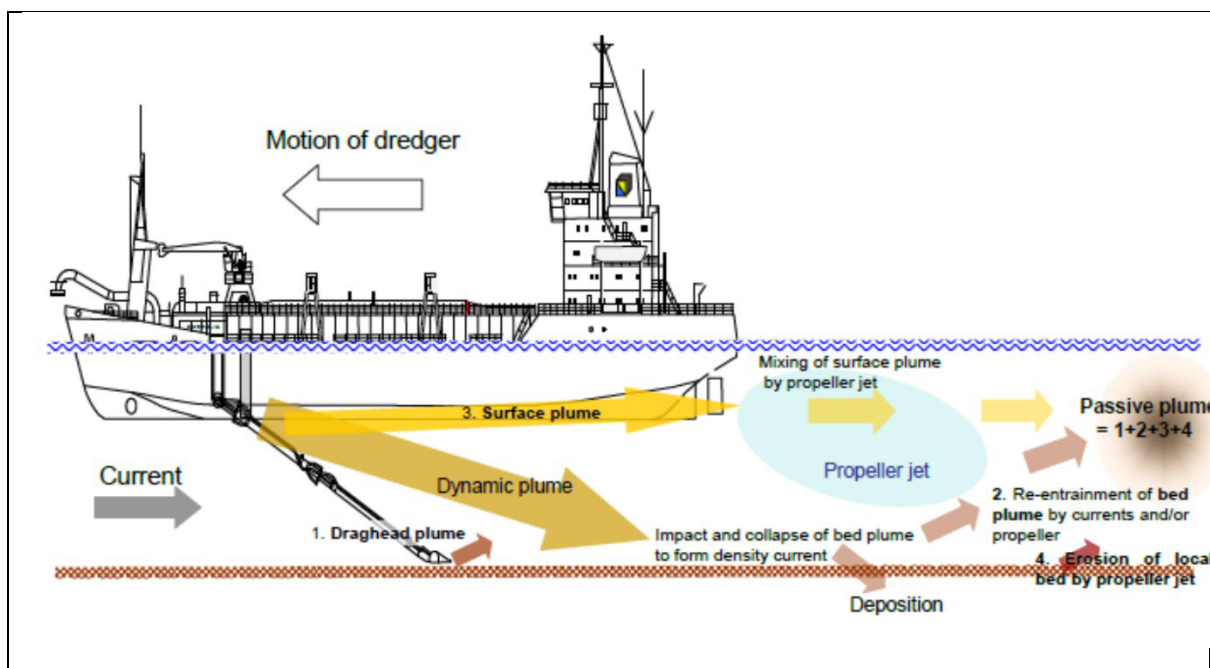 Motion of dredger
Mixing of surface plume
by propeller jet
3. Surface plume
Passive plume
= 1+2+3+4
Current
Dynamic plume
Propeller jet
1. Draghead plume
Impact and collapse of bed plume
to form density current
2. Re-entrainment of bed
plume by currents and/or
propeller
4. Erosion of local
bed by propeller jet
Deposition